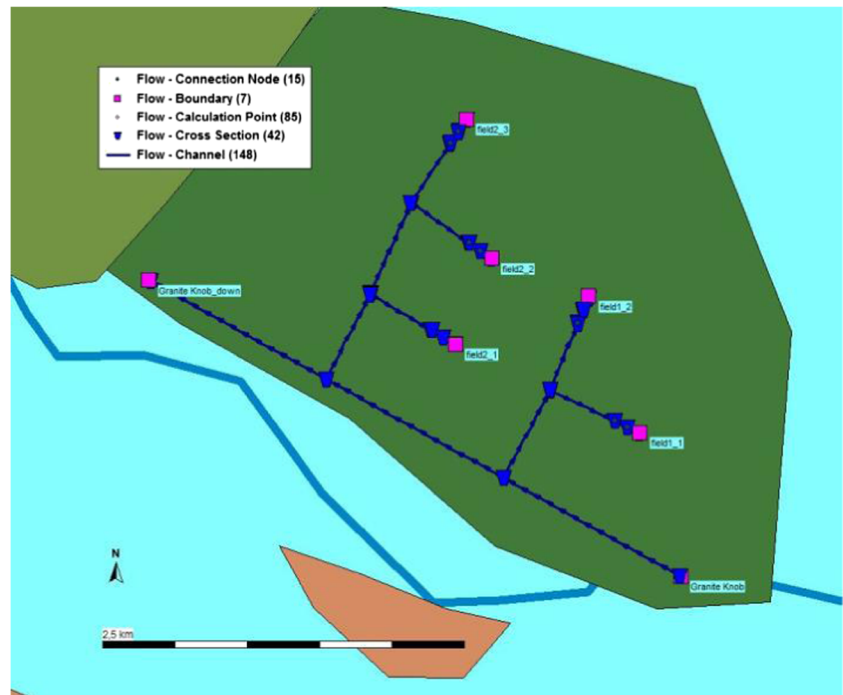 Flow - Connection Node (15)
Flow - Boundary (7)
Flow - Calculation Point (85)
Flow - Cross Section (42)
Flow - Channel (148)
field2_3
field2_2
Granite Knob_down
field1_2
field2_1
field1_1
N
Granite Knob
2,5 km